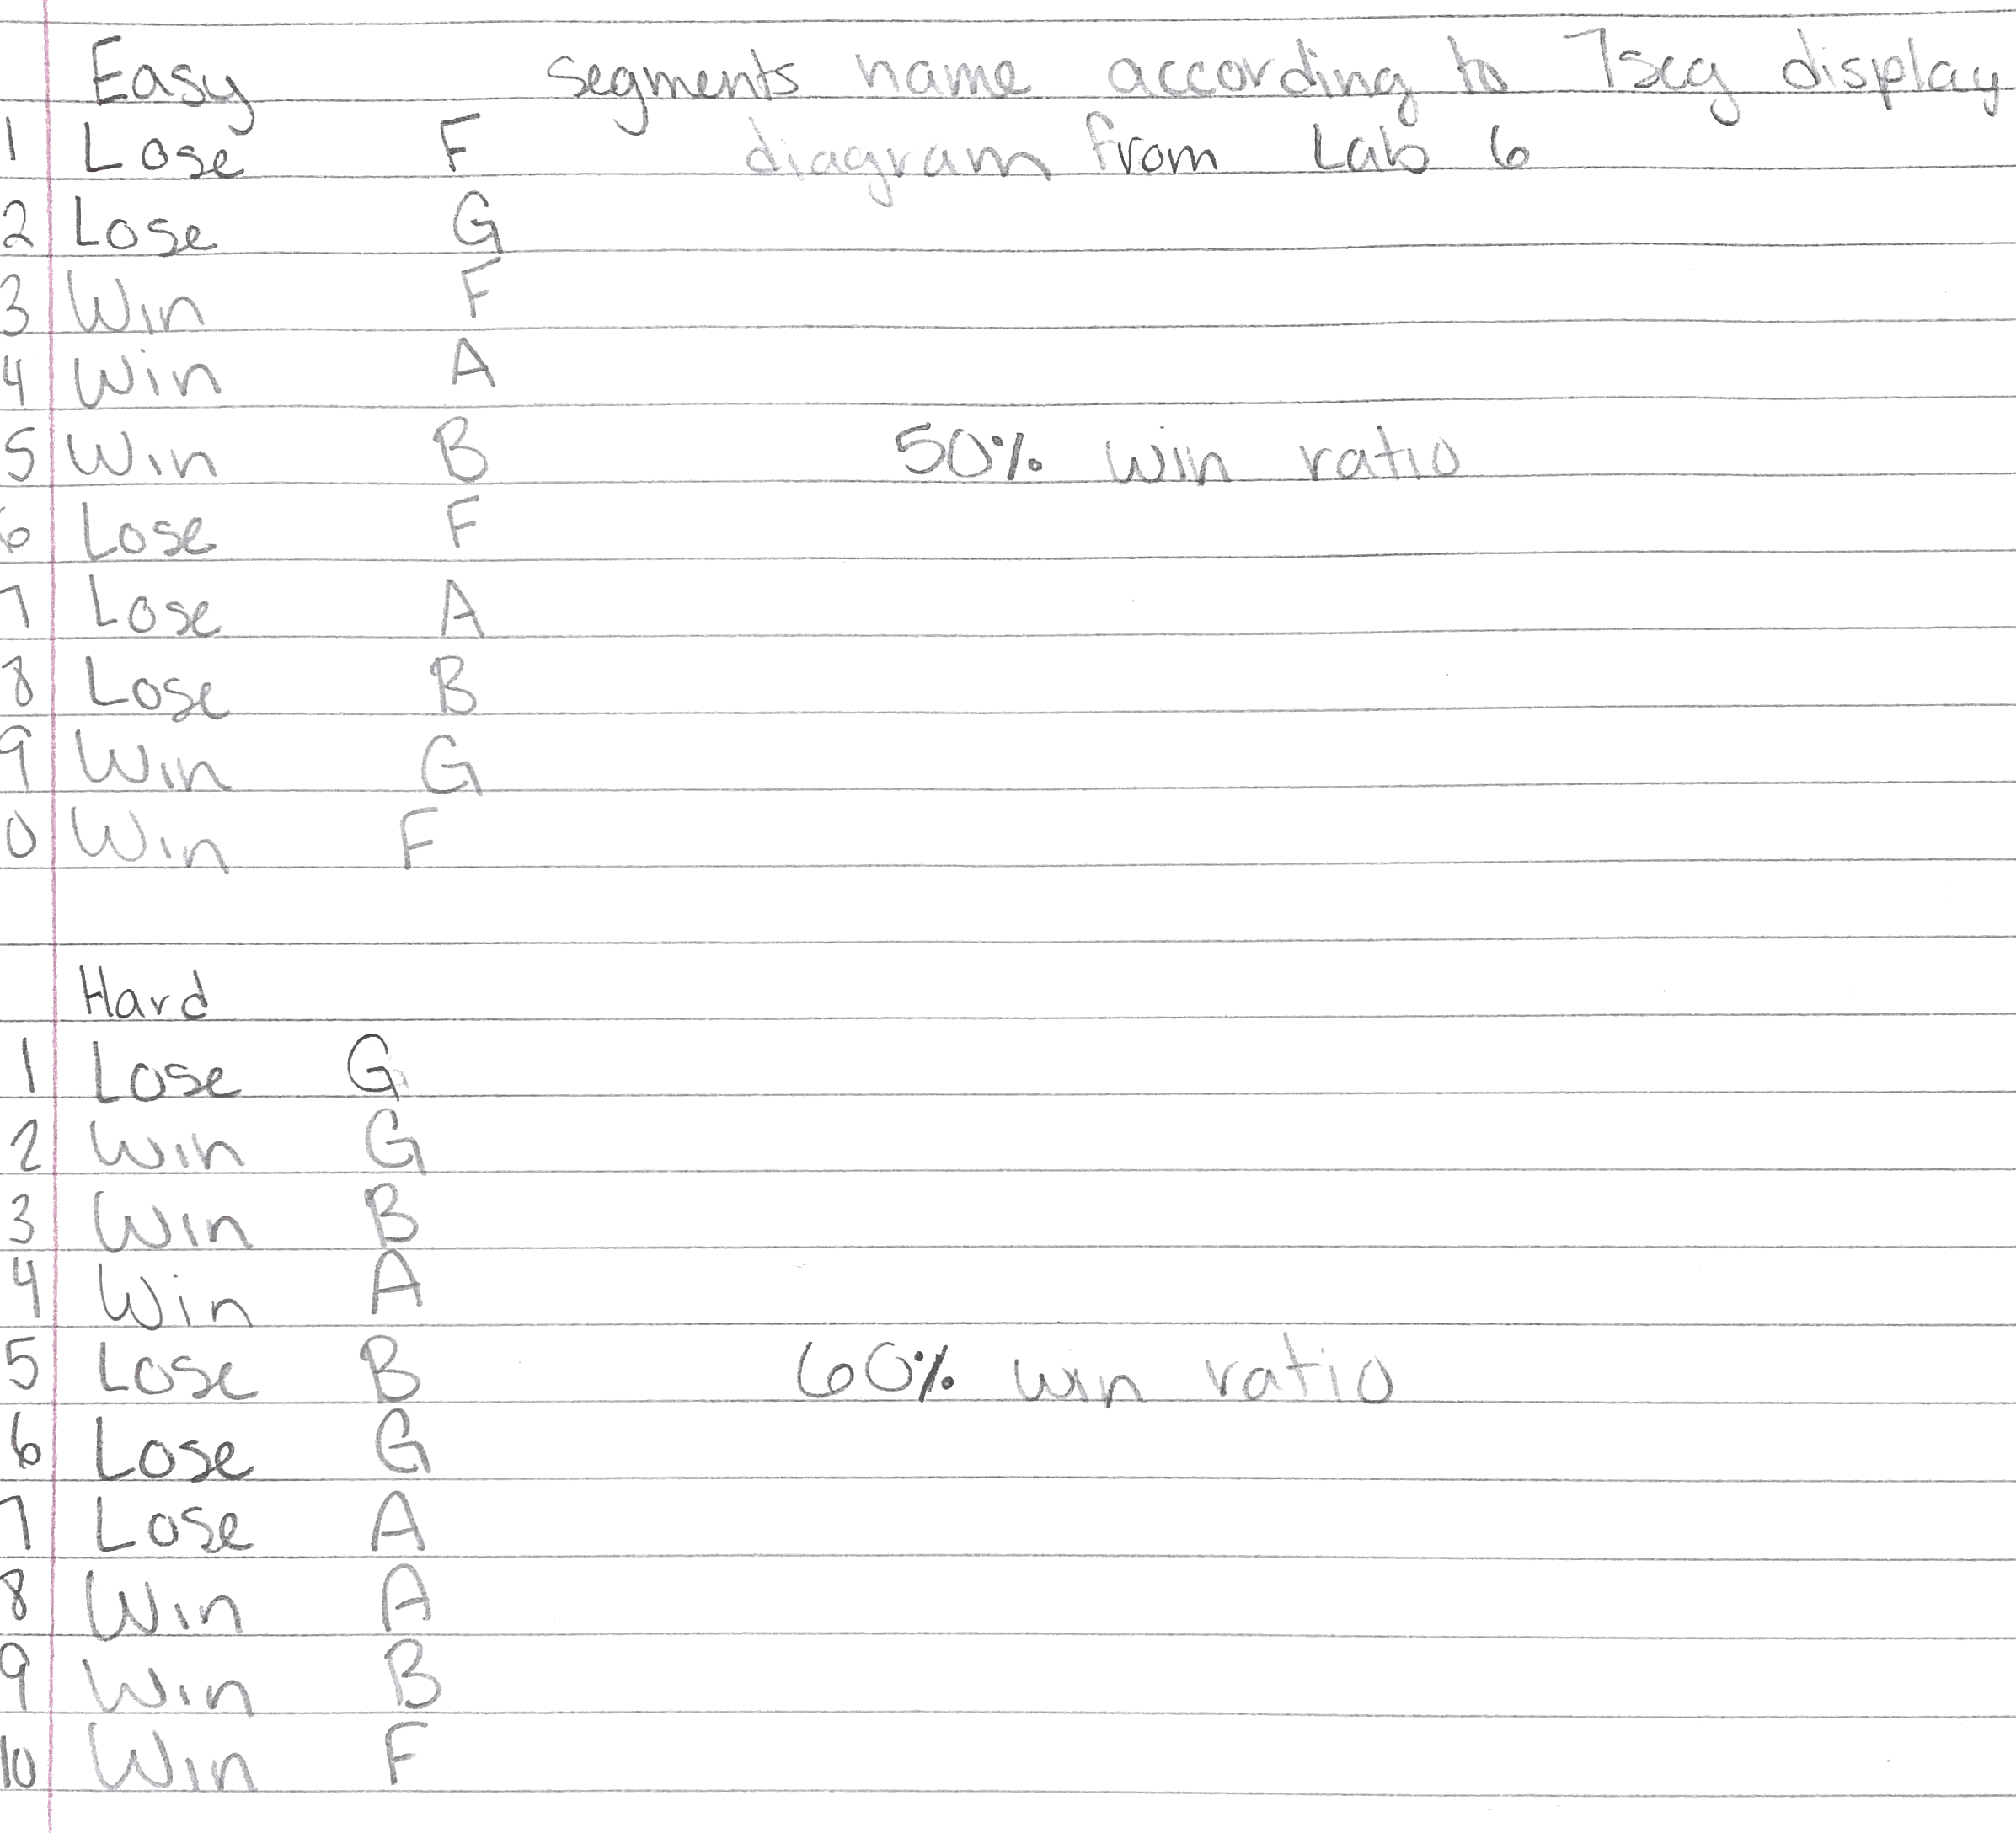 Easy segments name according to 7seg display
1 Lose F diagram from Lab 6
2 Lose G
3 Win F
4 Win A
5 Win B 50% win ratio
6 Lose F
7 Lose A
8 Lose B
9 Win G
0 Win F
Hard
1 Lose G
2 Win G
3 Win B
4 Win A
5 Lose B 60% win ratio
6 Lose G
7 Lose A
8 Win A
9 Win B
10 Win F